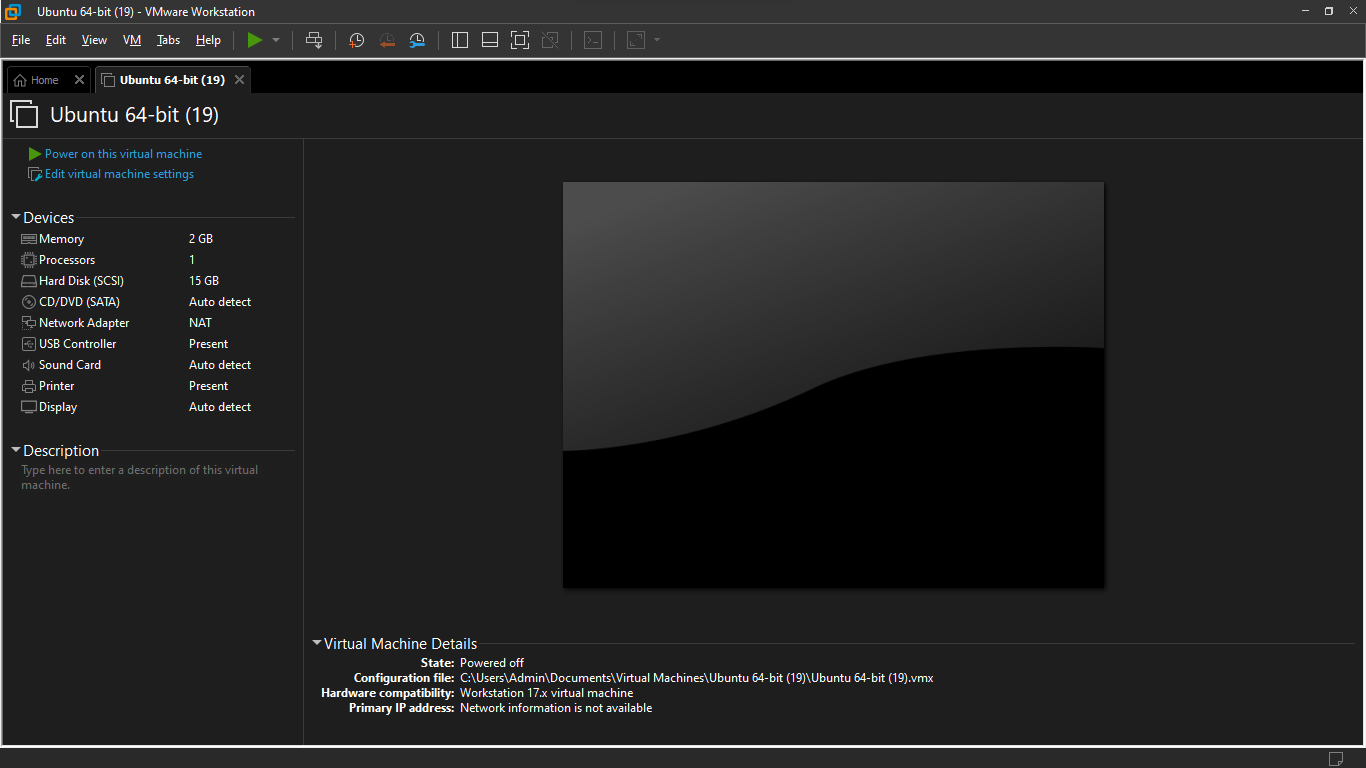 Ubuntu 64-bit (19) - VMware Workstation
File Edit View VM Tabs Help
Home Ubuntu 64-bit (19)
Ubuntu 64-bit (19)
Power on this virtual machine
Edit virtual machine settings
Devices
Memory 2 GB
Processors 1
Hard Disk (SCSI) 15 GB
CD/DVD (SATA) Auto detect
Network Adapter NAT
USB Controller Present
Sound Card Auto detect
Printer Present
Display Auto detect
Description
Type here to enter a description of this virtual
machine.
Virtual Machine Details
State: Powered off
Configuration file: C:\Users\Admin\Documents\Virtual Machines\Ubuntu 64-bit (19)\Ubuntu 64-bit (19).vmx
Hardware compatibility: Workstation 17.x virtual machine
Primary IP address: Network information is not available